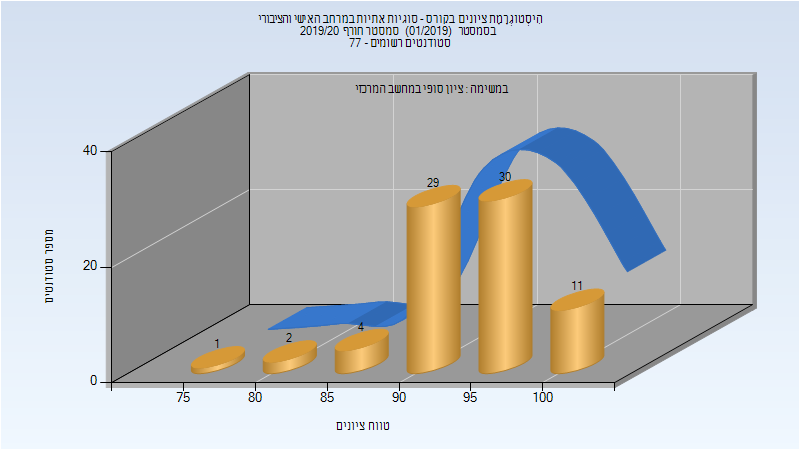 היסטוגרמת ציונים בקורס - סוגיות אתיות במרחב האישי והציבורי
בסמסטר (01/2019) סמסטר חורף 2019/20
סטודנטים רשומים - 77
במשימה : ציון סופי במחשב המרכזי
מספר סטודנטים
40
20
0
1
2
4
29
30
11
75
80
85
90
95
100
טווח ציונים